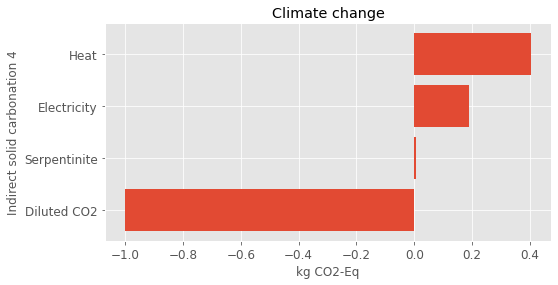 Climate change
Indirect solid carbonation 4
Heat
Electricity
Serpentinite
Diluted CO2
−1.0 −0.8 −0.6 −0.4 −0.2 0.0 0.2 0.4
kg CO2-Eq